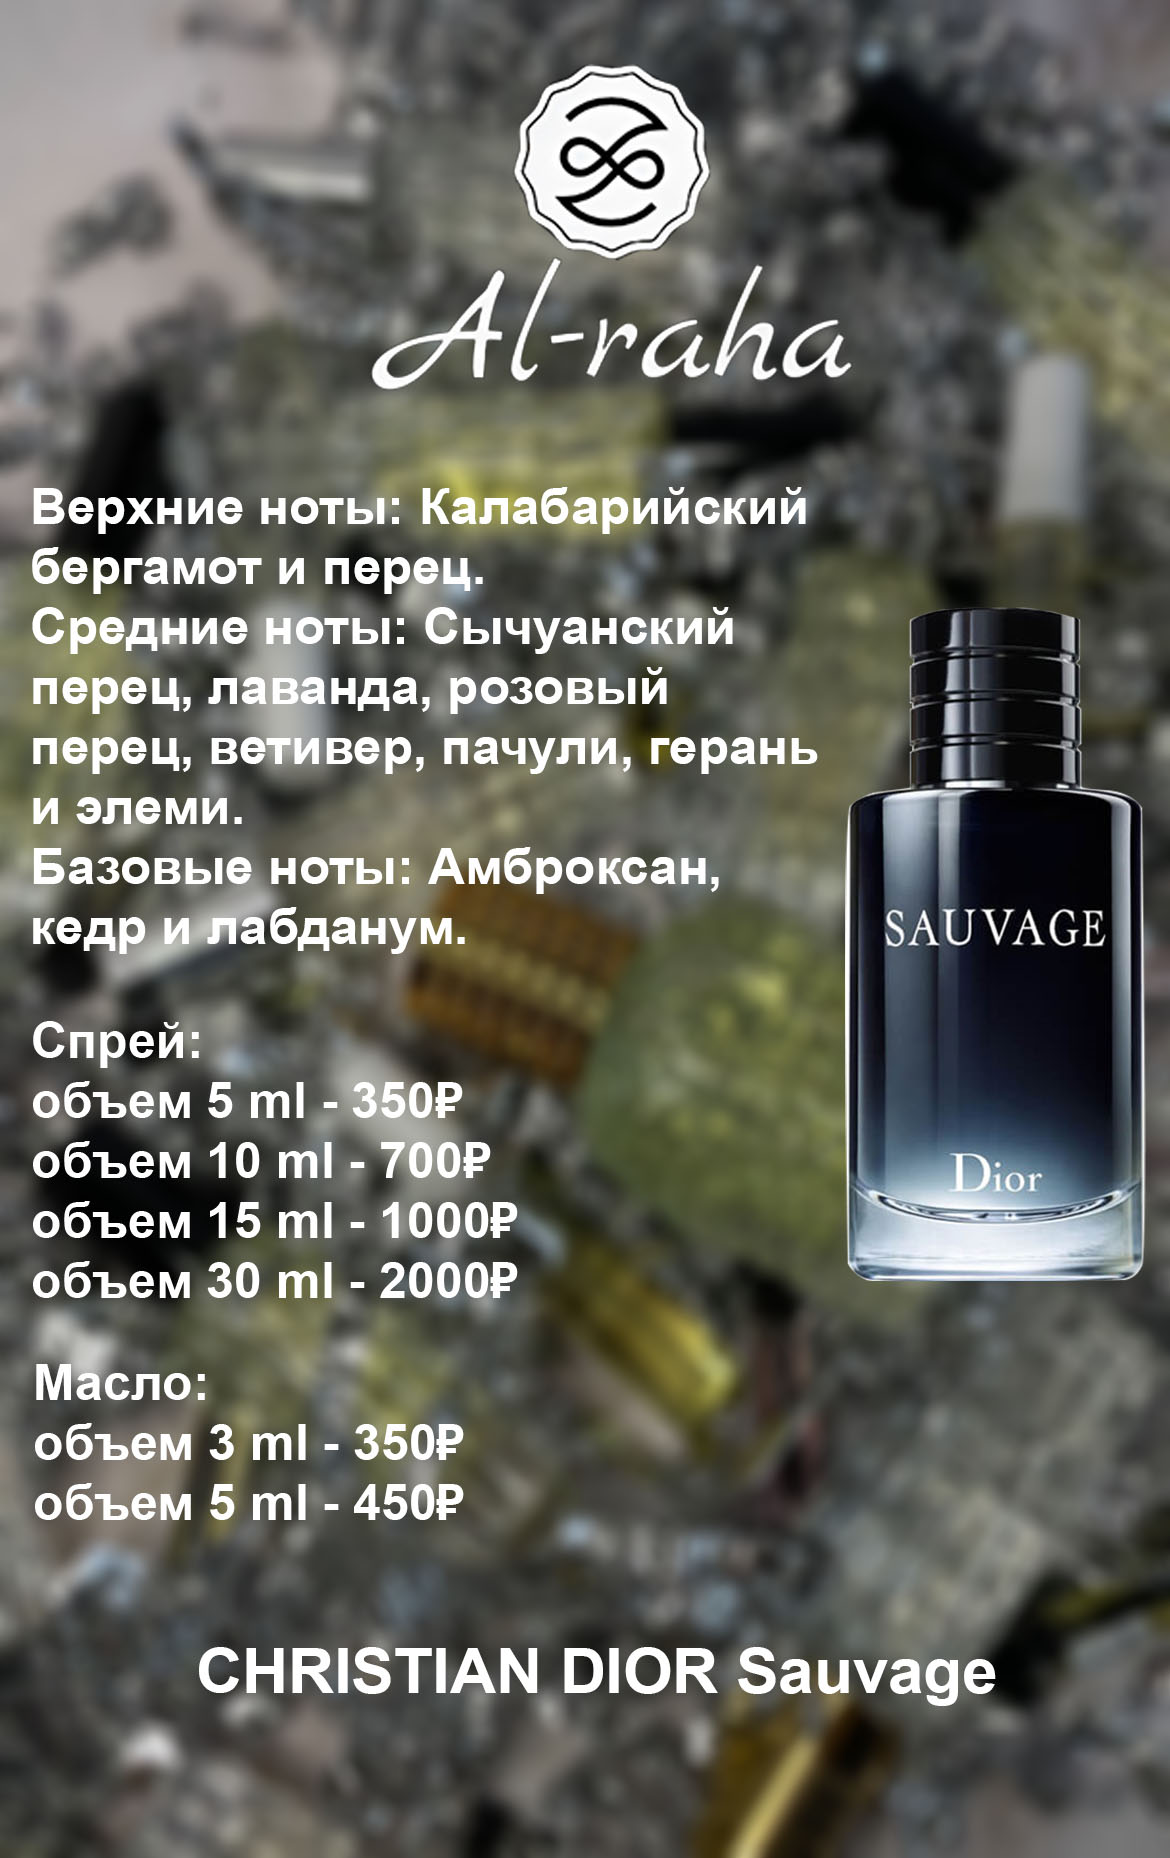 Al-raha
Верхние ноты: Калабарийский
бергамот и перец.
Средние ноты: Сычуанский
перец, лаванда, розовый
перец, ветивер, пачули, герань
и элеми.
Базовые ноты: Амброксан,
кедр и лабданум.
SAUVAGE
Dior
Спрей:
объем 5 ml - 350₽
объем 10 ml - 700₽
объем 15 ml - 1000₽
объем 30 ml - 2000₽
Масло:
объем 3 ml - 350₽
объем 5 ml - 450₽
CHRISTIAN DIOR Sauvage